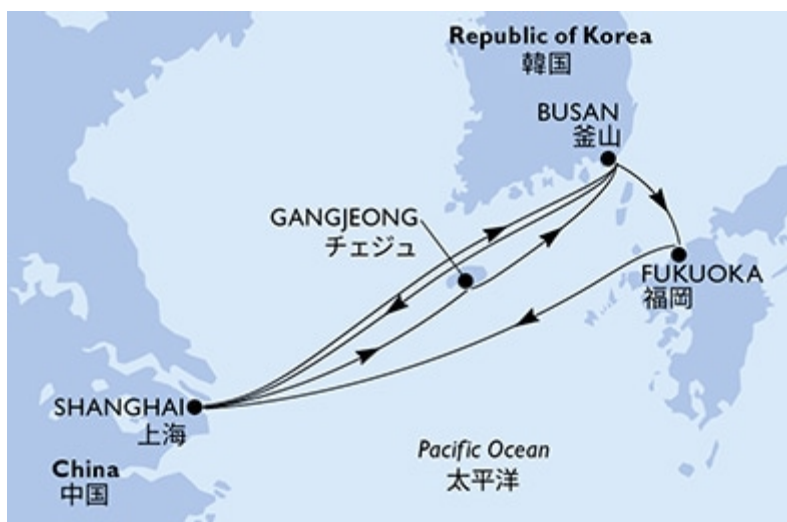 Republic of Korea
韓国
BUSAN
釜山
GANGJEONG
チェジュ
FUKUOKA
福岡
SHANGHAI
上海
Pacific Ocean
太平洋
China
中国